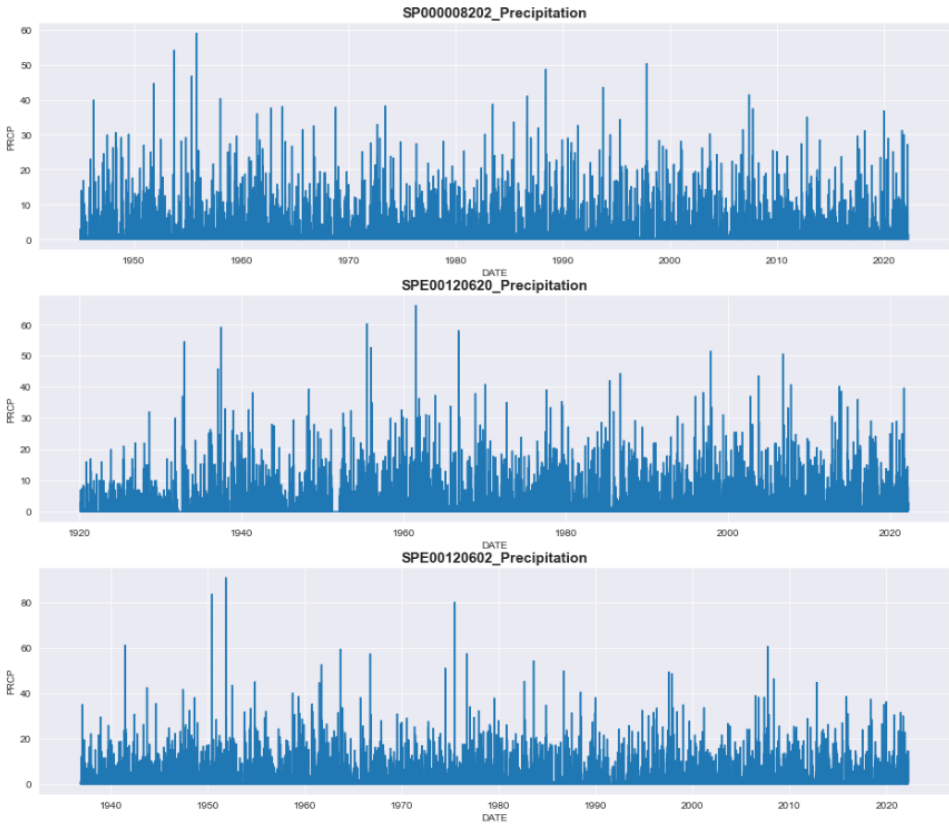 SP000008202_Precipitation
60
50
40
30
20
10
0
PRCP
1950 1960 1970 1980 1990 2000 2010 2020
DATE
SPE00120620_Precipitation
60
50
40
30
20
10
0
PRCP
1920 1940 1960 1980 2000 2020
DATE
SPE00120602_Precipitation
80
60
40
20
0
PRCP
1940 1950 1960 1970 1980 1990 2000 2010 2020
DATE